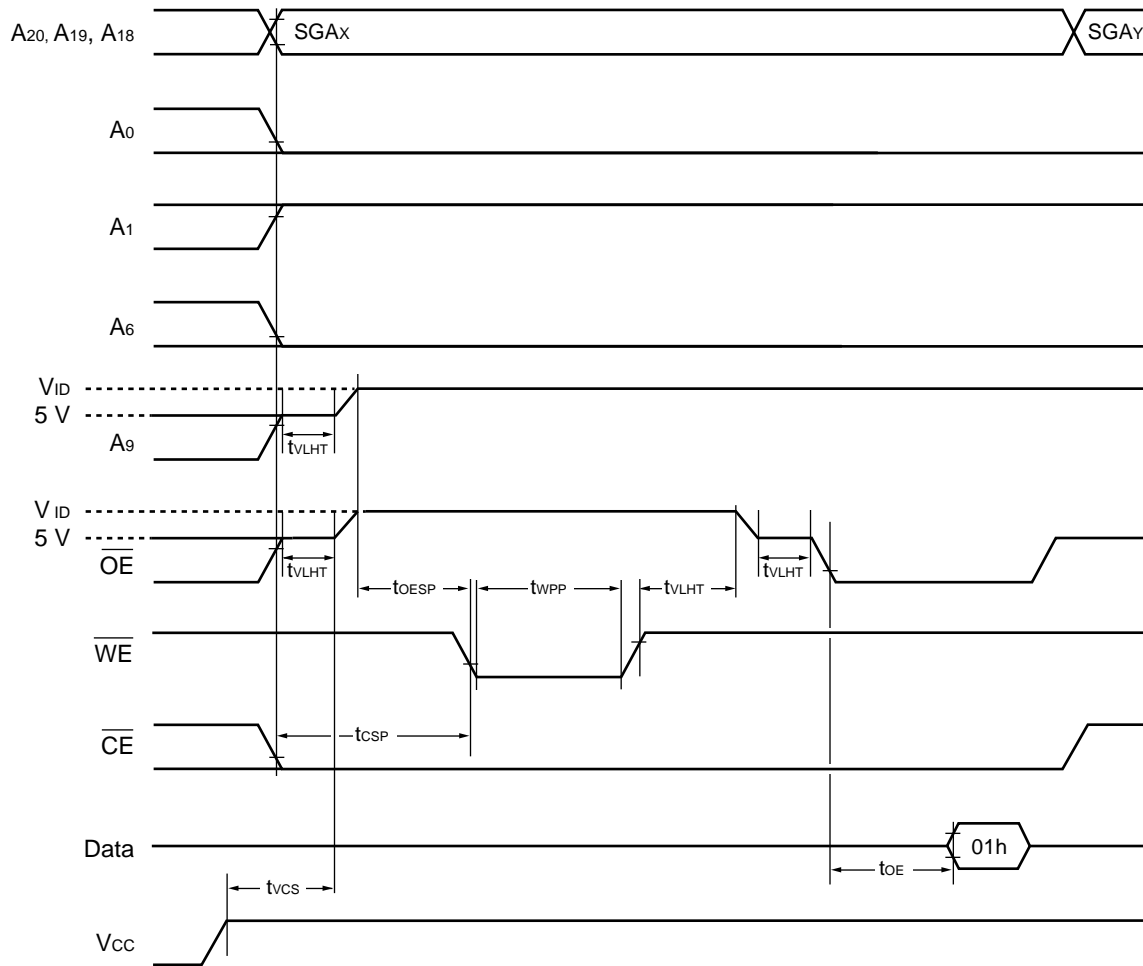 A20, A19, A18 SGAX SGAY
A0
A1
A6
VID
5 V
A9
tVLHT
VID
5 V
OE
tVLHT tVLHT
tOESP tWPP tVLHT
WE
CE
tCSP
Data 01h
tOE
tVCS
VCC